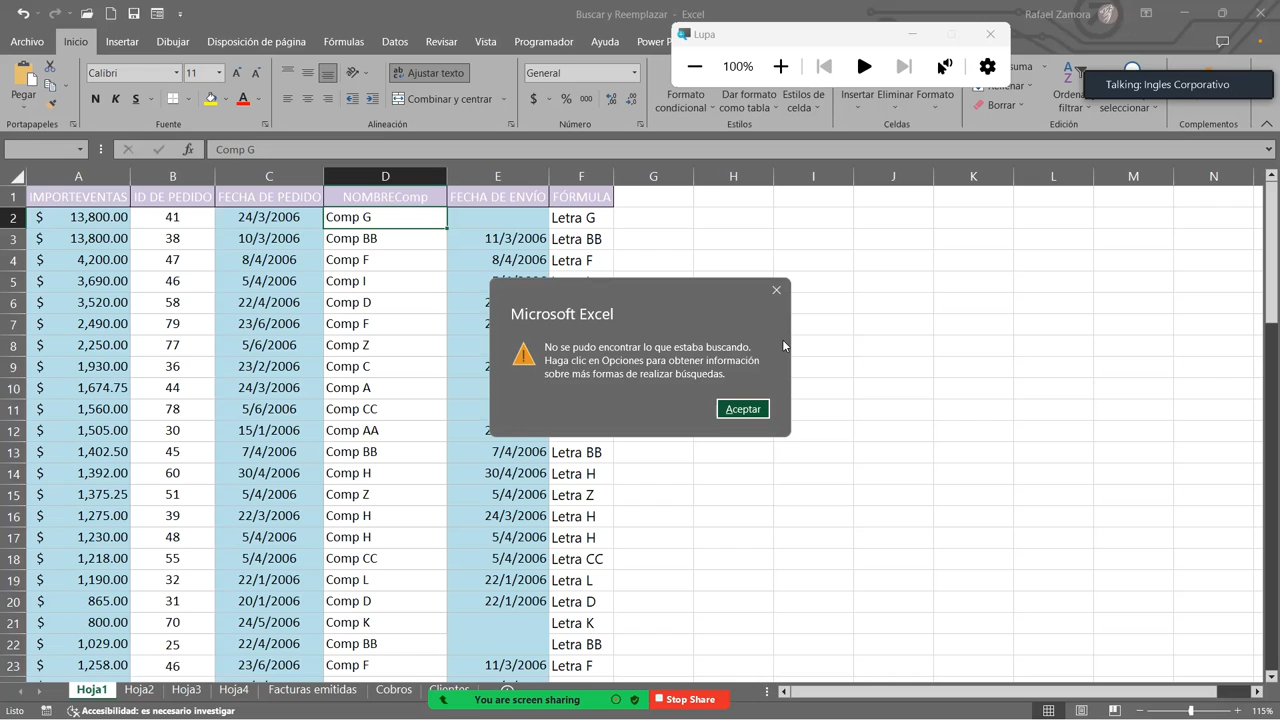 Buscar y Reemplazar - Excel
Rafael Zamora
Archivo Inicio Insertar Dibujar Disposición de página Fórmulas Datos Revisar Vista Programador Ayuda Power P
Lupa
100%
Talking: Ingles Corporativo
Pegar
Calibri 11
N K S
Ajustar texto
Combinar y centrar
General
$ % 000
Formato condicional
Dar formato como tabla
Estilos de celda
Insertar Eliminar Formato
Borrar
filtrar
seleccionar
Portapapeles Fuente Alineación Número Estilos Celdas Edición Complementos
fx Comp G
A B C D E F G H I J K L M N
1 IMPORTEVENTAS ID DE PEDIDO FECHA DE PEDIDO NOMBREComp FECHA DE ENVÍO FÓRMULA
2 $ 13,800.00 41 24/3/2006 Comp G Letra G
3 $ 13,800.00 38 10/3/2006 Comp BB 11/3/2006 Letra BB
4 $ 4,200.00 47 8/4/2006 Comp F 8/4/2006 Letra F
5 $ 3,690.00 46 5/4/2006 Comp I
6 $ 3,520.00 58 22/4/2006 Comp D
7 $ 2,490.00 79 23/6/2006 Comp F
8 $ 2,250.00 77 5/6/2006 Comp Z
9 $ 1,930.00 36 23/2/2006 Comp C
10 $ 1,674.75 44 24/3/2006 Comp A
11 $ 1,560.00 78 5/6/2006 Comp CC
12 $ 1,505.00 30 15/1/2006 Comp AA
13 $ 1,402.50 45 7/4/2006 Comp BB 7/4/2006 Letra BB
14 $ 1,392.00 60 30/4/2006 Comp H 30/4/2006 Letra H
15 $ 1,375.25 51 5/4/2006 Comp Z 5/4/2006 Letra Z
16 $ 1,275.00 39 22/3/2006 Comp H 24/3/2006 Letra H
17 $ 1,230.00 48 5/4/2006 Comp H 5/4/2006 Letra H
18 $ 1,218.00 55 5/4/2006 Comp CC 5/4/2006 Letra CC
19 $ 1,190.00 32 22/1/2006 Comp L 22/1/2006 Letra L
20 $ 865.00 31 20/1/2006 Comp D 22/1/2006 Letra D
21 $ 800.00 70 24/5/2006 Comp K Letra K
22 $ 1,029.00 25 22/4/2006 Comp BB Letra BB
23 $ 1,258.00 46 23/6/2006 Comp F 11/3/2006 Letra F
Microsoft Excel
No se pudo encontrar lo que estaba buscando.
Haga clic en Opciones para obtener información
sobre más formas de realizar búsquedas.
Aceptar
Hoja1 Hoja2 Hoja3 Hoja4 Facturas emitidas Cobros Clientes
You are screen sharing Stop Share
Listo Accesibilidad: es necesario investigar 115%